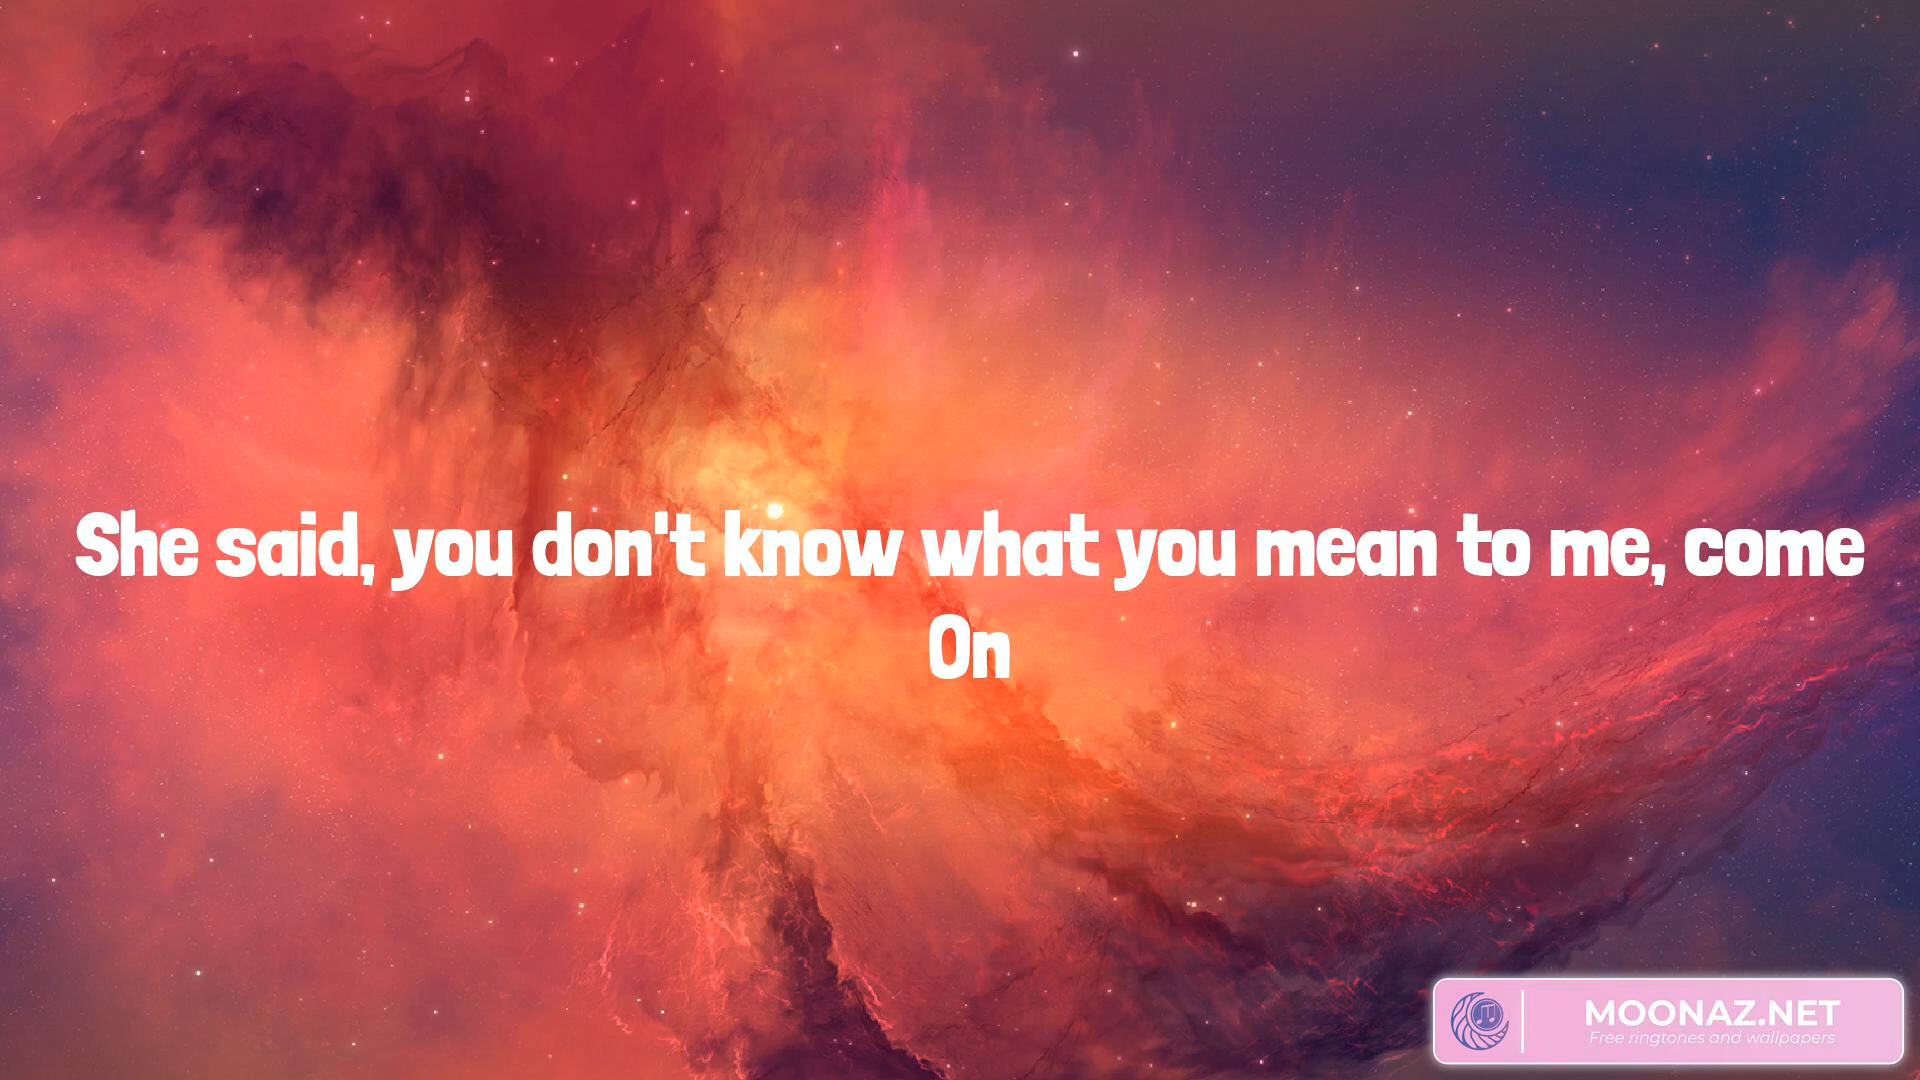 She said, you don't know what you mean to me, come
On
MOONAZ.NET
Free ringtones and wallpapers